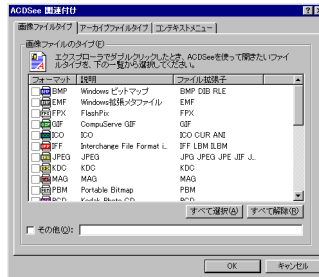 ACDSee 関連付け
画像ファイルタイプ アーカイブファイルタイプ コンテキストメニュー
画像ファイルのタイプ(F)
エクスプローラでダブルクリックしたとき、ACDSeeを使って開きたいファイ
ルタイプを、下の一覧から選択してください。
フォーマット 説明 ファイル拡張子
BMP Windows ビットマップ BMP DIB RLE
EMF Windows拡張メタファイル EMF
FPX FlashPix FPX
GIF CompuServe GIF GIF
ICO ICO ICO CUR ANI
IFF Interchange File Format i.. IFF LBM ILBM
JPEG JPEG JPG JPEG JPE JIF J..
KDC KDC KDC
MAG MAG MAG
PBM Portable Bitmap PBM
PCD Kodak Photo CD PCD
すべて選択(A) すべて解除(R)
その他(O):
OK キャンセル